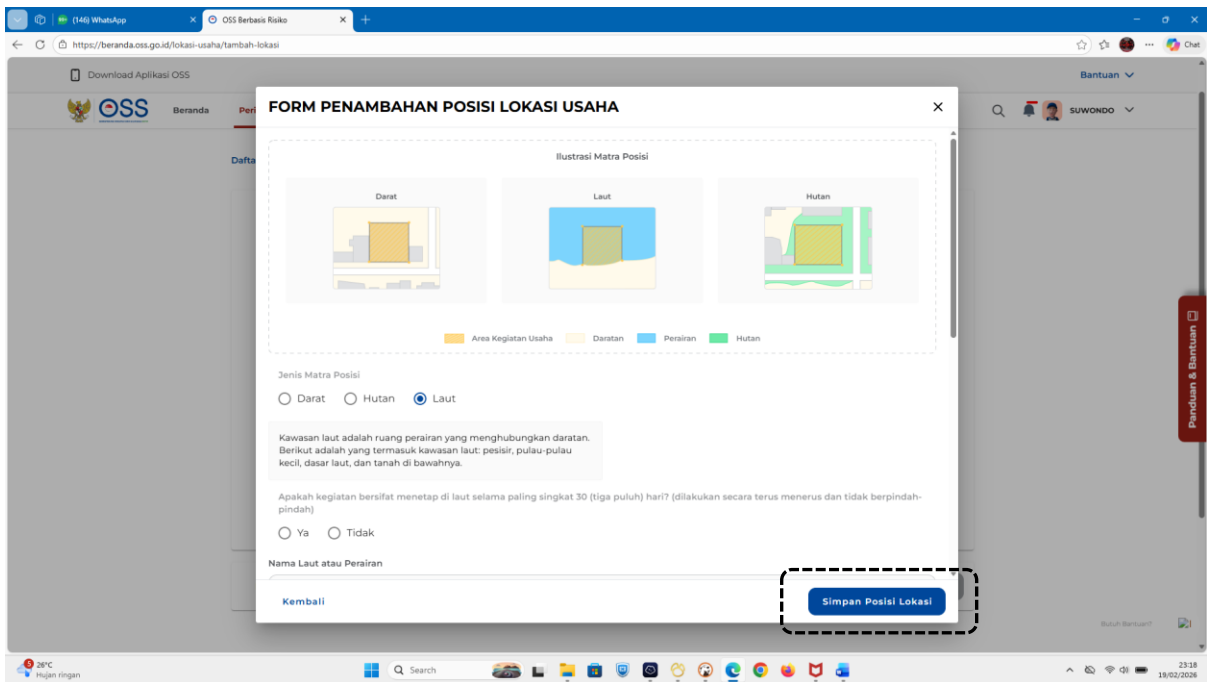 (146) WhatsApp
OSS Berbasis Risiko
https://beranda.oss.go.id/lokasi-usaha/tambah-lokasi
Chat
Download Aplikasi OSS
Bantuan
OSS
Beranda
Peri
SUWONDO
FORM PENAMBAHAN POSISI LOKASI USAHA
Dafta
Ilustrasi Matra Posisi
Darat
Laut
Hutan
Area Kegiatan Usaha
Daratan
Perairan
Hutan
Jenis Matra Posisi
Darat
Hutan
Laut
Kawasan laut adalah ruang perairan yang menghubungkan daratan.
Berikut adalah yang termasuk kawasan laut: pesisir, pulau-pulau
kecil, dasar laut, dan tanah di bawahnya.
Apakah kegiatan bersifat menetap di laut selama paling singkat 30 (tiga puluh) hari? (dilakukan secara terus menerus dan tidak berpindah-
pindah)
Ya
Tidak
Nama Laut atau Perairan
Kembali
Simpan Posisi Lokasi
Panduan & Bantuan
Butuh Bantuan?
5
26°C
Hujan ringan
Search
23:18
19/02/2026